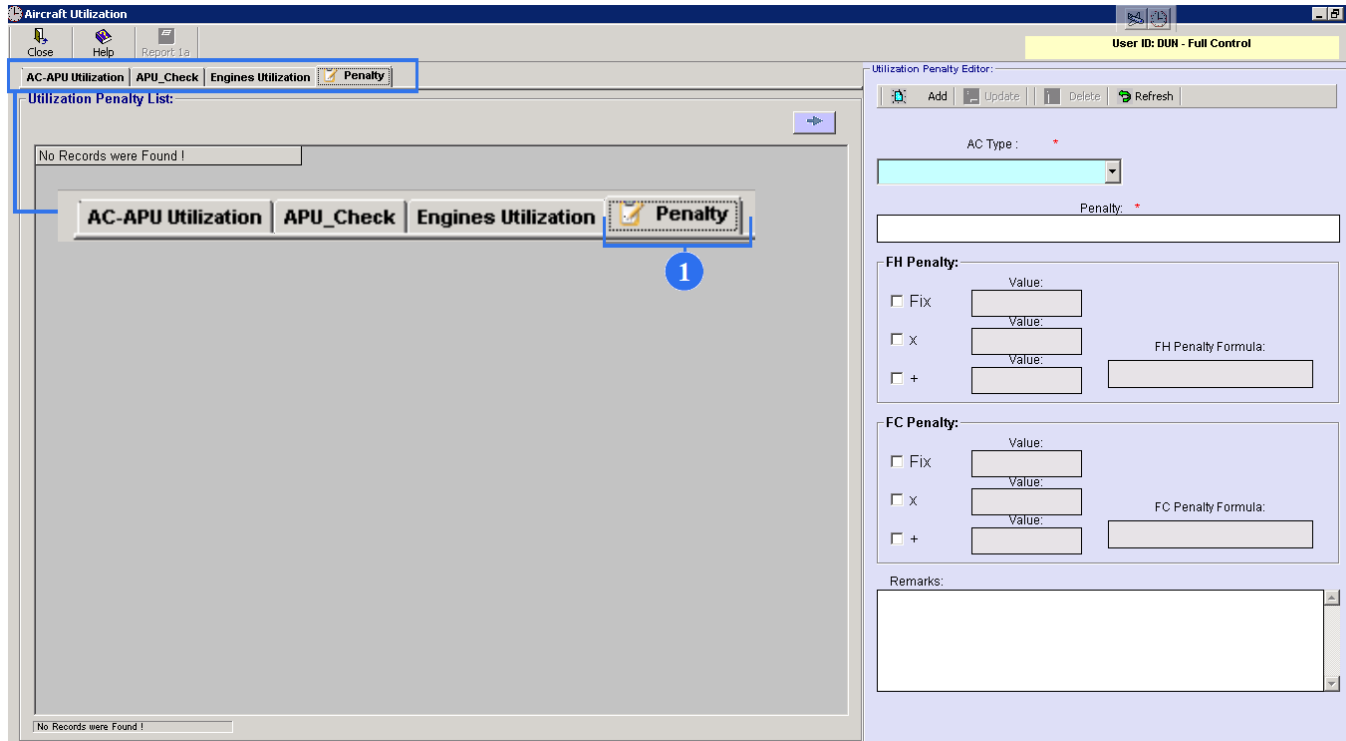 Aircraft Utilization
Close Help Report 1a
User ID: DUN - Full Control
AC-APU Utilization APU_Check Engines Utilization Penalty
Utilization Penalty List:
No Records were Found !
AC-APU Utilization APU_Check Engines Utilization Penalty
1
No Records were Found !
Utilization Penalty Editor:
Add Update Delete Refresh
AC Type : *
Penalty: *
FH Penalty:
Value:
Fix
Value:
x
FH Penalty Formula:
Value:
+
FC Penalty:
Value:
Fix
Value:
x
FC Penalty Formula:
Value:
+
Remarks: